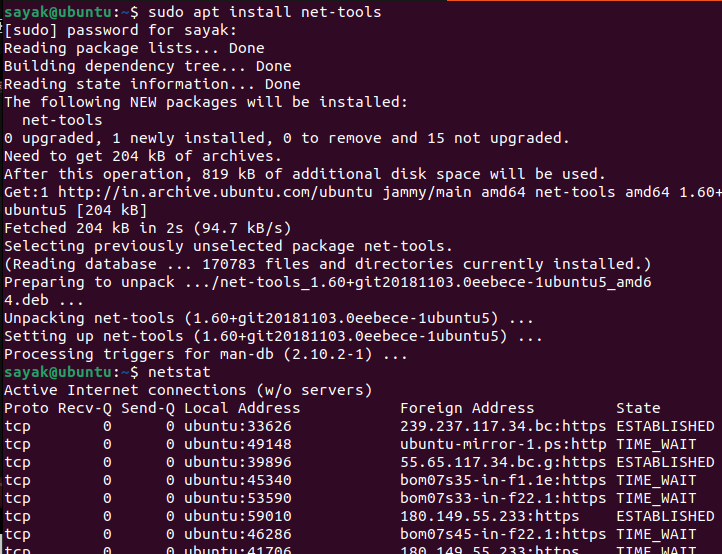 sayak@ubuntu:~$ sudo apt install net-tools
[sudo] password for sayak:
Reading package lists... Done
Building dependency tree... Done
Reading state information... Done
The following NEW packages will be installed:
  net-tools
0 upgraded, 1 newly installed, 0 to remove and 15 not upgraded.
Need to get 204 kB of archives.
After this operation, 819 kB of additional disk space will be used.
Get:1 http://in.archive.ubuntu.com/ubuntu jammy/main amd64 net-tools amd64 1.60+
ubuntu5 [204 kB]
Fetched 204 kB in 2s (94.7 kB/s)
Selecting previously unselected package net-tools.
(Reading database ... 170783 files and directories currently installed.)
Preparing to unpack .../net-tools_1.60+git20181103.0eebece-1ubuntu5_amd6
4.deb ...
Unpacking net-tools (1.60+git20181103.0eebece-1ubuntu5) ...
Setting up net-tools (1.60+git20181103.0eebece-1ubuntu5) ...
Processing triggers for man-db (2.10.2-1) ...
sayak@ubuntu:~$ netstat
Active Internet connections (w/o servers)
Proto Recv-Q Send-Q Local Address           Foreign Address         State
tcp        0      0 ubuntu:33626            239.237.117.34.bc:https ESTABLISHED
tcp        0      0 ubuntu:49148            ubuntu-mirror-1.ps:http TIME_WAIT
tcp        0      0 ubuntu:39896            55.65.117.34.bc.g:https ESTABLISHED
tcp        0      0 ubuntu:45340            bom07s35-in-f1.1e:https TIME_WAIT
tcp        0      0 ubuntu:53590            bom07s33-in-f22.1:https TIME_WAIT
tcp        0      0 ubuntu:59010            180.149.55.233:https    ESTABLISHED
tcp        0      0 ubuntu:46286            bom07s45-in-f22.1:https TIME_WAIT
tcp        0      0 ubuntu:41706            180.149.55.233:https    TIME_WAIT